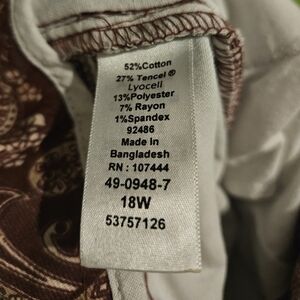 52%Cotton
27% Tencel®
Lyocell
13%Polyester
7% Rayon
1%Spandex
92486
Made in
Bangladesh
RN : 107444
49-0948-7
18W
53757126